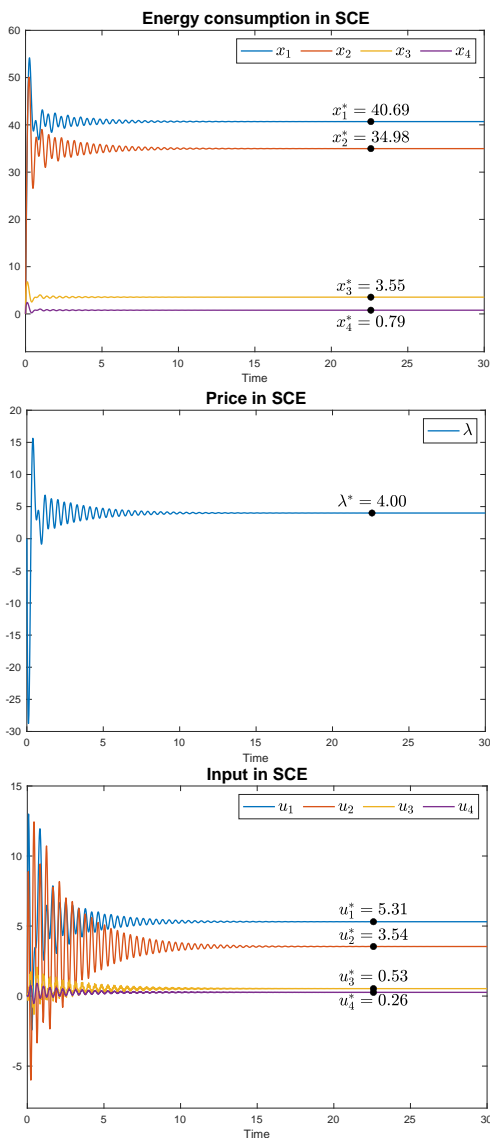 Energy consumption in SCE
x₁ x₂ x₃ x₄
60
50
40
30
20
10
0
x₁* = 40.69
x₂* = 34.98
x₃* = 3.55
x₄* = 0.79
0 5 10 15 20 25 30
Time
Price in SCE
λ
20
15
10
5
0
-5
-10
-15
-20
-25
-30
λ* = 4.00
0 5 10 15 20 25 30
Time
Input in SCE
u₁ u₂ u₃ u₄
15
10
5
0
-5
u₁* = 5.31
u₂* = 3.54
u₃* = 0.53
u₄* = 0.26
0 5 10 15 20 25 30
Time